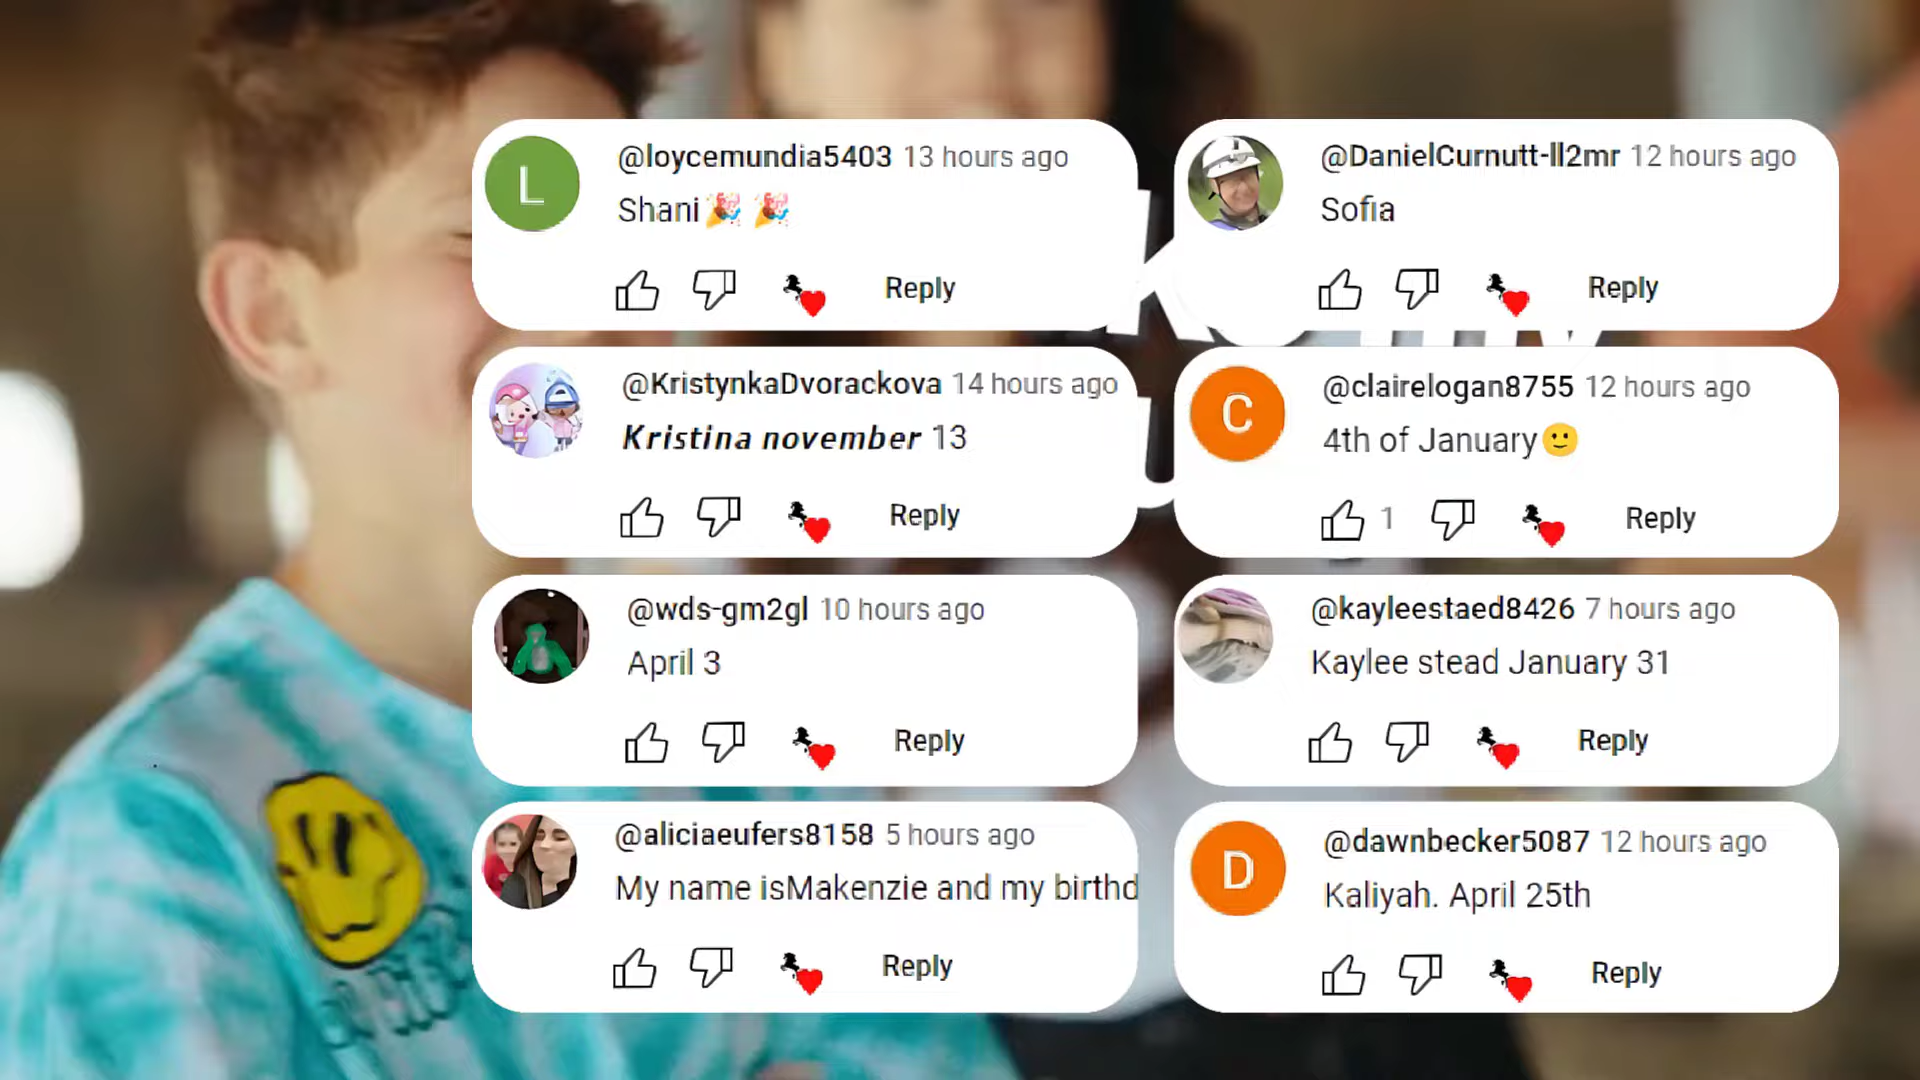 L
@loycemundia5403 13 hours ago
Shani🎉 🎉
Reply
@DanielCurnutt-ll2mr 12 hours ago
Sofia
Reply
@KristynkaDvorackova 14 hours ago
Kristina november 13
Reply
C
@clairelogan8755 12 hours ago
4th of January🙂
1
Reply
@wds-gm2gl 10 hours ago
April 3
Reply
@kayleestaed8426 7 hours ago
Kaylee stead January 31
Reply
@aliciaeufers8158 5 hours ago
My name isMakenzie and my birthd
Reply
D
@dawnbecker5087 12 hours ago
Kaliyah. April 25th
Reply